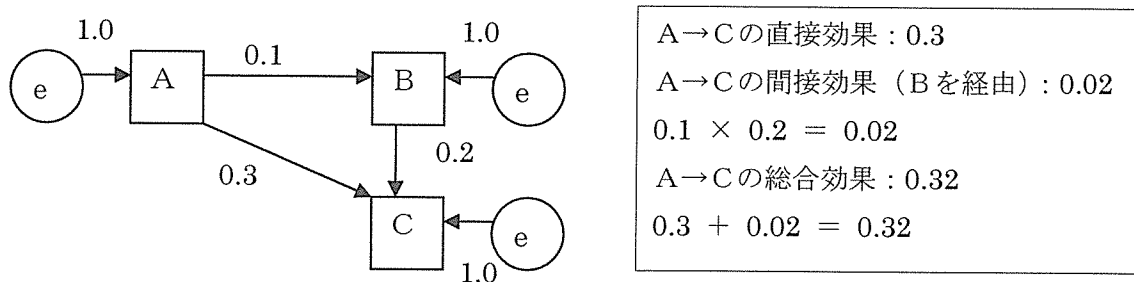 1.0
0.1
1.0
e
A
B
e
0.3
0.2
C
e
1.0
A→Cの直接効果：0.3
A→Cの間接効果（Bを経由）：0.02
0.1 × 0.2 = 0.02
A→Cの総合効果：0.32
0.3 + 0.02 = 0.32